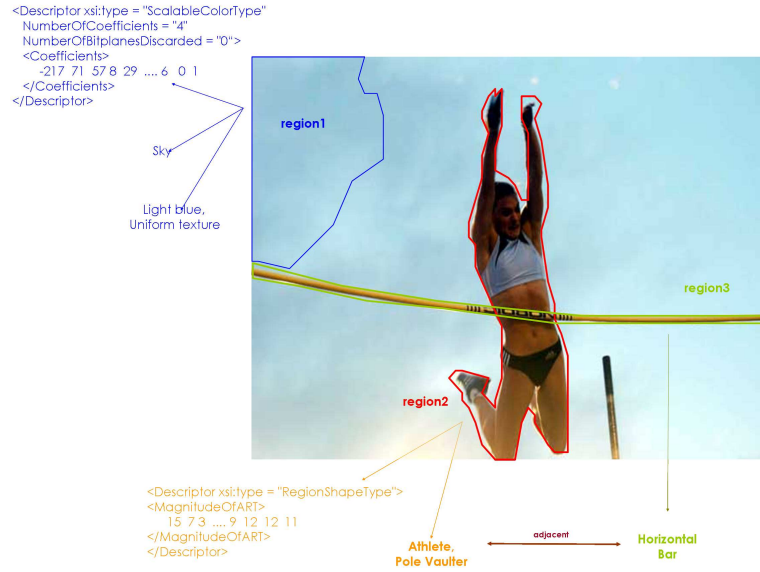 <Descriptor xsi:type = "ScalableColorType"
NumberOfCoefficients = "4"
NumberOfBitplanesDiscarded = "0">
<Coefficients>
-217 71 57 8 29 .... 6 0 1
</Coefficients>
</Descriptor>
region1
Sky
Light blue,
Uniform texture
region3
region2
<Descriptor xsi:type = "RegionShapeType">
<MagnitudeOfART>
15 7 3 .... 9 12 12 11
</MagnitudeOfART>
</Descriptor>
Athlete,
Pole Vaulter
adjacent
Horizontal
Bar